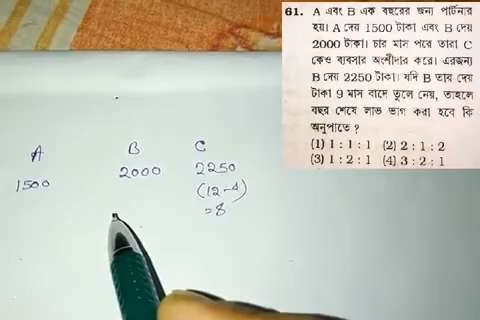 61. A এবং B এক বছরের জন্য পার্টনার
হয়। A দেয় 1500 টাকা এবং B দেয়
2000 টাকা। চার মাস পরে তারা C
কেও ব্যবসার অংশীদার করে। এরজন্য
B দেয় 2250 টাকা। যদি B তার দেয়
টাকা 9 মাস বাদে তুলে নেয়, তাহলে
বছর শেষে লাভ ভাগ করা হবে কি
অনুপাতে ?
(1) 1 : 1 : 1 (2) 2 : 1 : 2
(3) 1 : 2 : 1 (4) 3 : 2 : 1
A B C
1500 2000 2250
(12-4)
=8